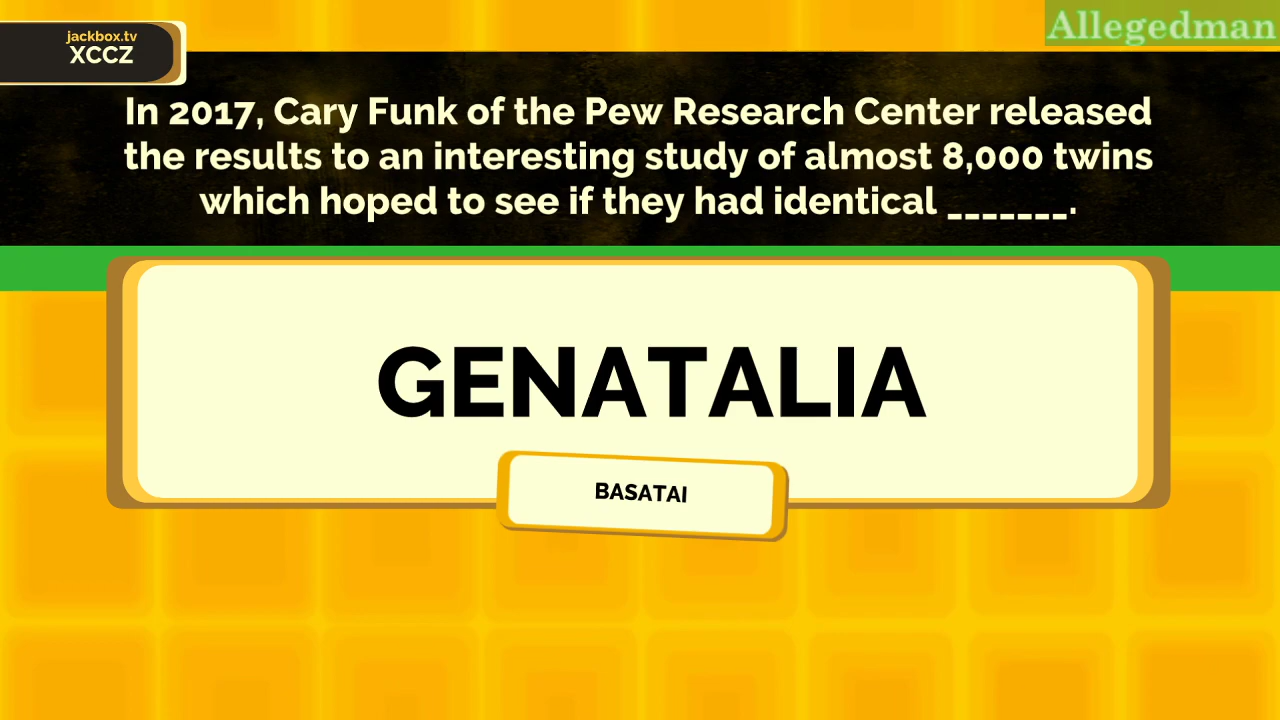 jackbox.tv
XCCZ
Allegedman
In 2017, Cary Funk of the Pew Research Center released
the results to an interesting study of almost 8,000 twins
which hoped to see if they had identical _______.
GENATALIA
BASATAI